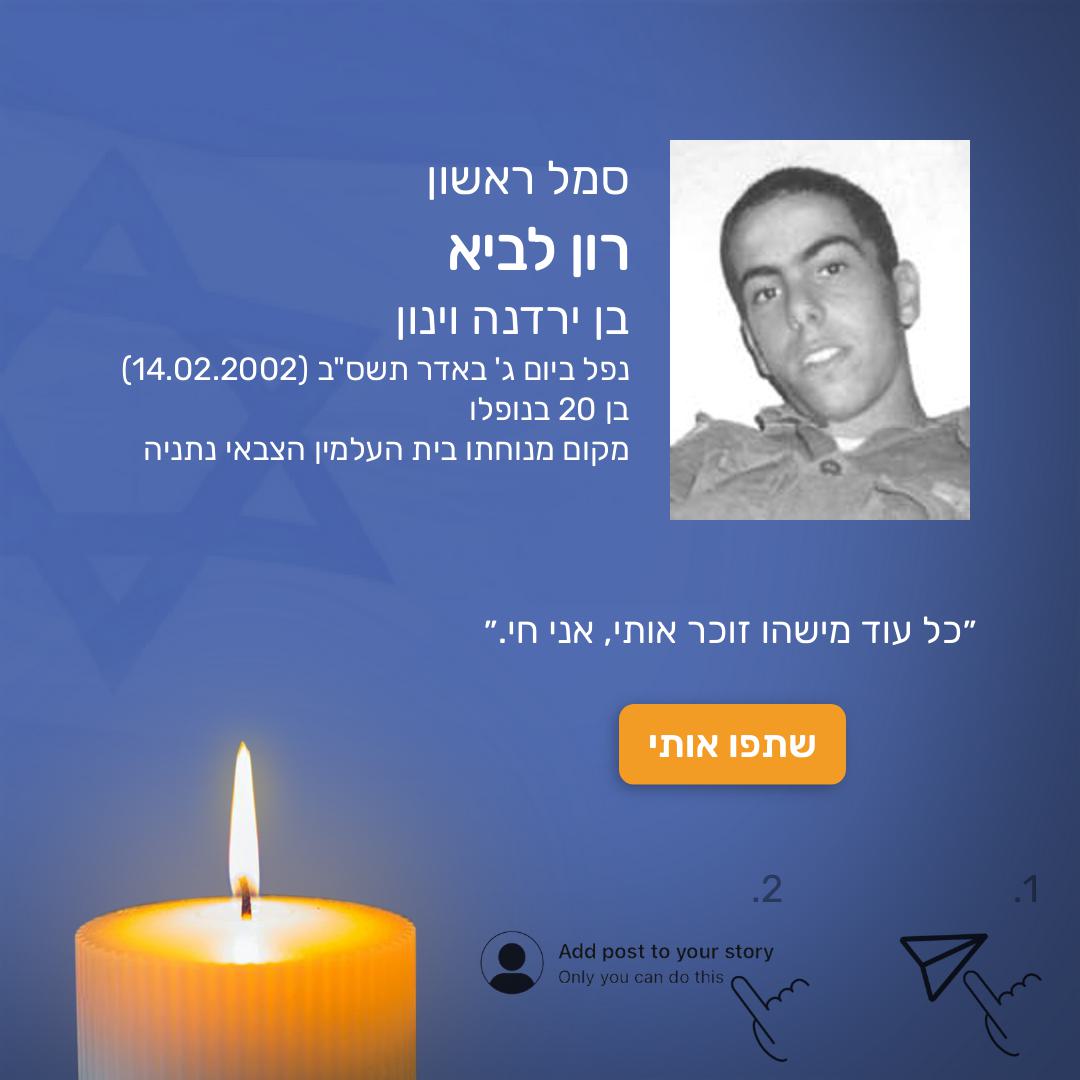 סמל ראשון
רון לביא
בן ירדנה וינון
נפל ביום ג' באדר תשס"ב (14.02.2002)
בן 20 בנופלו
מקום מנוחתו בית העלמין הצבאי נתניה
״כל עוד מישהו זוכר אותי, אני חי.״
שתפו אותי
.1
.2
Add post to your story
Only you can do this